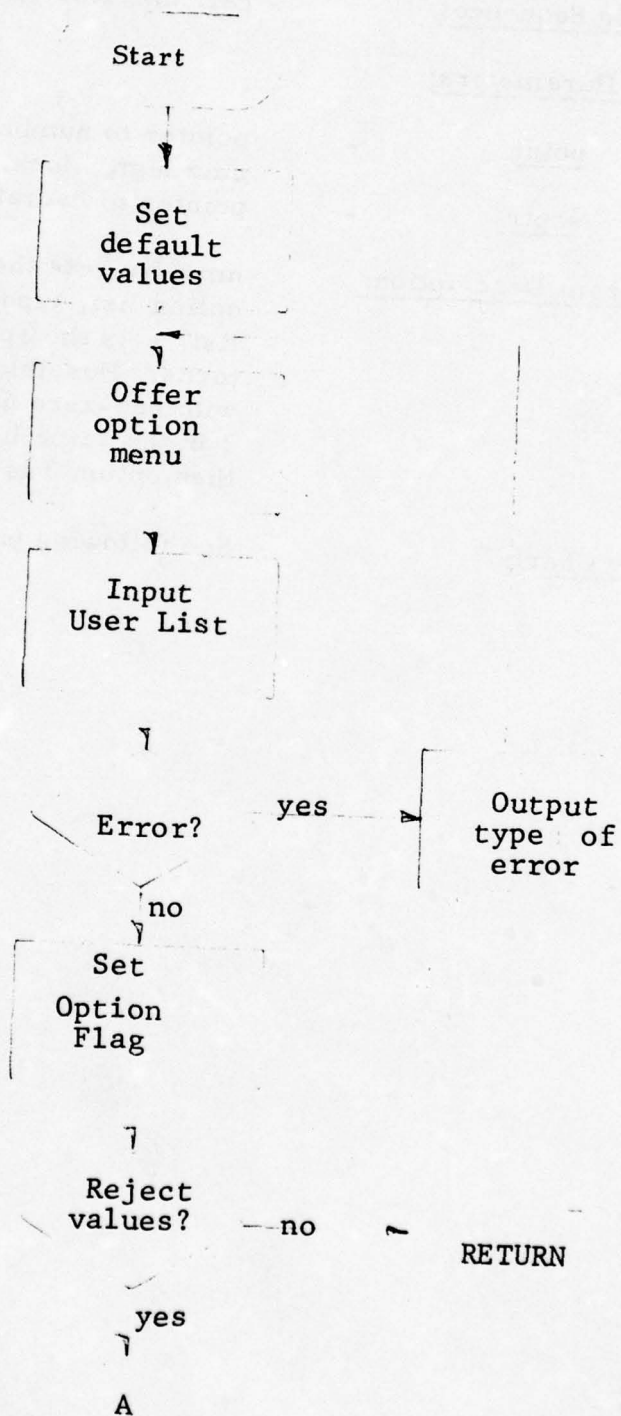 Start
Set
default
values
Offer
option
menu
Input
User List
Error?
yes
Output
type of
error
no
Set
Option
Flag
Reject
values?
no
RETURN
yes
A